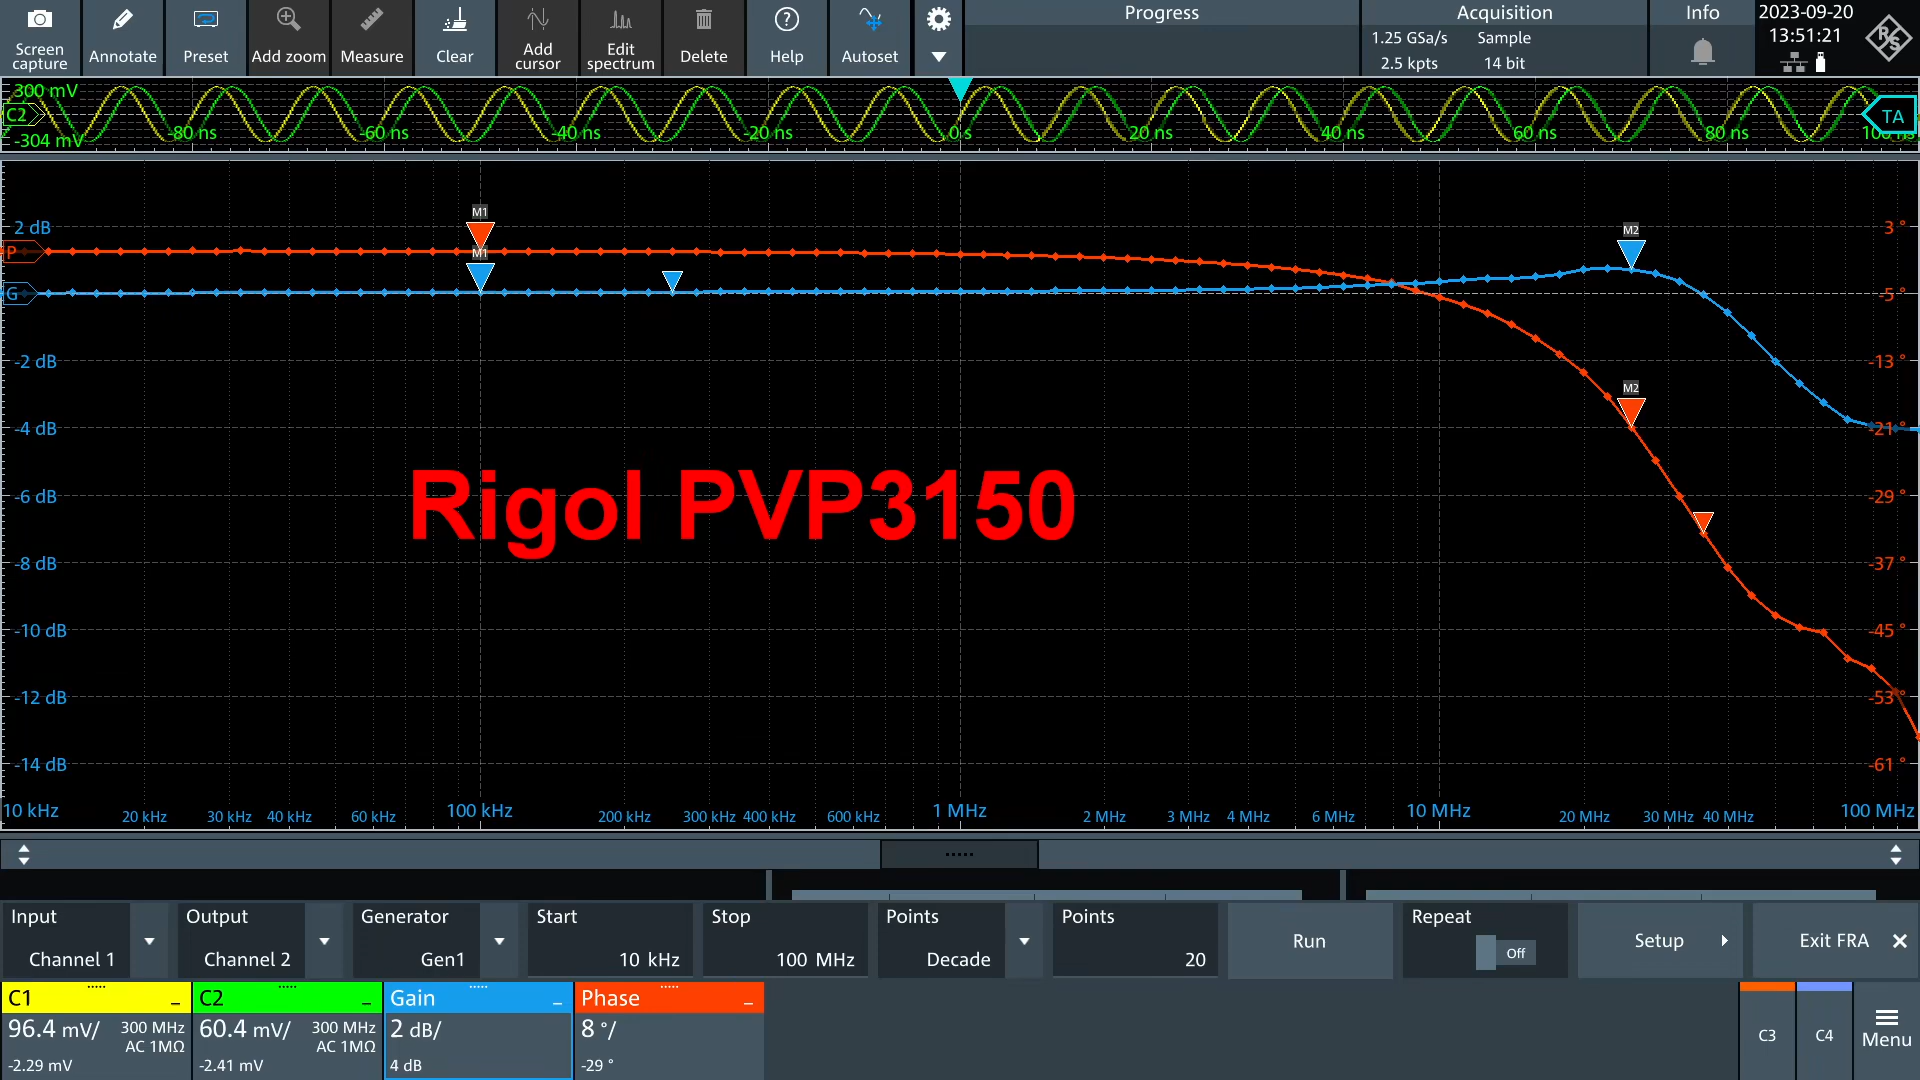 Screen capture
Annotate
Preset
Add zoom
Measure
Clear
Add cursor
Edit spectrum
Delete
Help
Autoset
Progress
Acquisition
1.25 GSa/s Sample
2.5 kpts 14 bit
Info
2023-09-20
13:51:21
R&S
300 mV
C2
-304 mV
-80 ns -60 ns -40 ns -20 ns 0 s 20 ns 40 ns 60 ns 80 ns 100 ns
TA
M1
M1
M2
M2
P
G
2 dB
-2 dB
-4 dB
-6 dB
-8 dB
-10 dB
-12 dB
-14 dB
3 °
-5 °
-13 °
-21 °
-29 °
-37 °
-45 °
-53 °
-61 °
Rigol PVP3150
10 kHz 20 kHz 30 kHz 40 kHz 60 kHz 100 kHz 200 kHz 300 kHz 400 kHz 600 kHz 1 MHz 2 MHz 3 MHz 4 MHz 6 MHz 10 MHz 20 MHz 30 MHz 40 MHz 100 MHz
Input
Channel 1
Output
Channel 2
Generator
Gen1
Start
10 kHz
Stop
100 MHz
Points
Decade
Points
20
Run
Repeat
Off
Setup
Exit FRA
C1
96.4 mV/ 300 MHz
AC 1MΩ
-2.29 mV
C2
60.4 mV/ 300 MHz
AC 1MΩ
-2.41 mV
Gain
2 dB/
4 dB
Phase
8 °/
-29 °
C3
C4
Menu